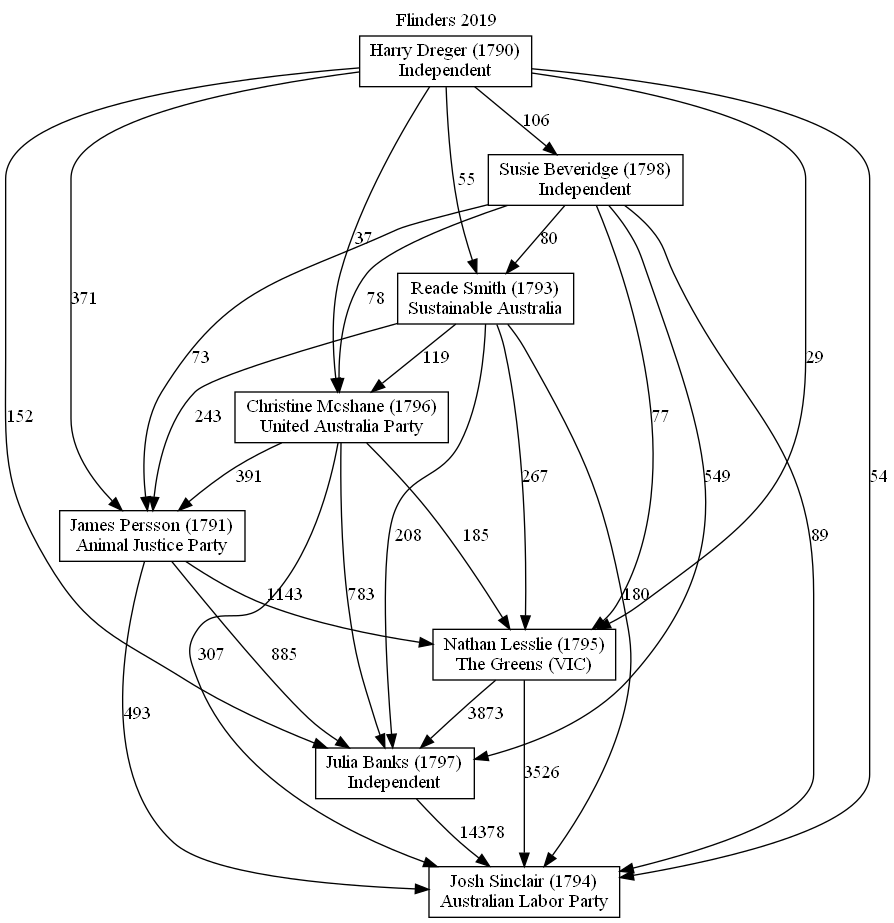 Flinders 2019
Harry Dreger (1790)
Independent
106
Susie Beveridge (1798)
Independent
55
37
80
Reade Smith (1793)
Sustainable Australia
371
78
73
119
29
243
152
Christine Mcshane (1796)
United Australia Party
77
391
267
549
54
James Persson (1791)
Animal Justice Party
208
185
89
1143
783
180
Nathan Lesslie (1795)
The Greens (VIC)
307
885
493
3873
Julia Banks (1797)
Independent
3526
14378
Josh Sinclair (1794)
Australian Labor Party